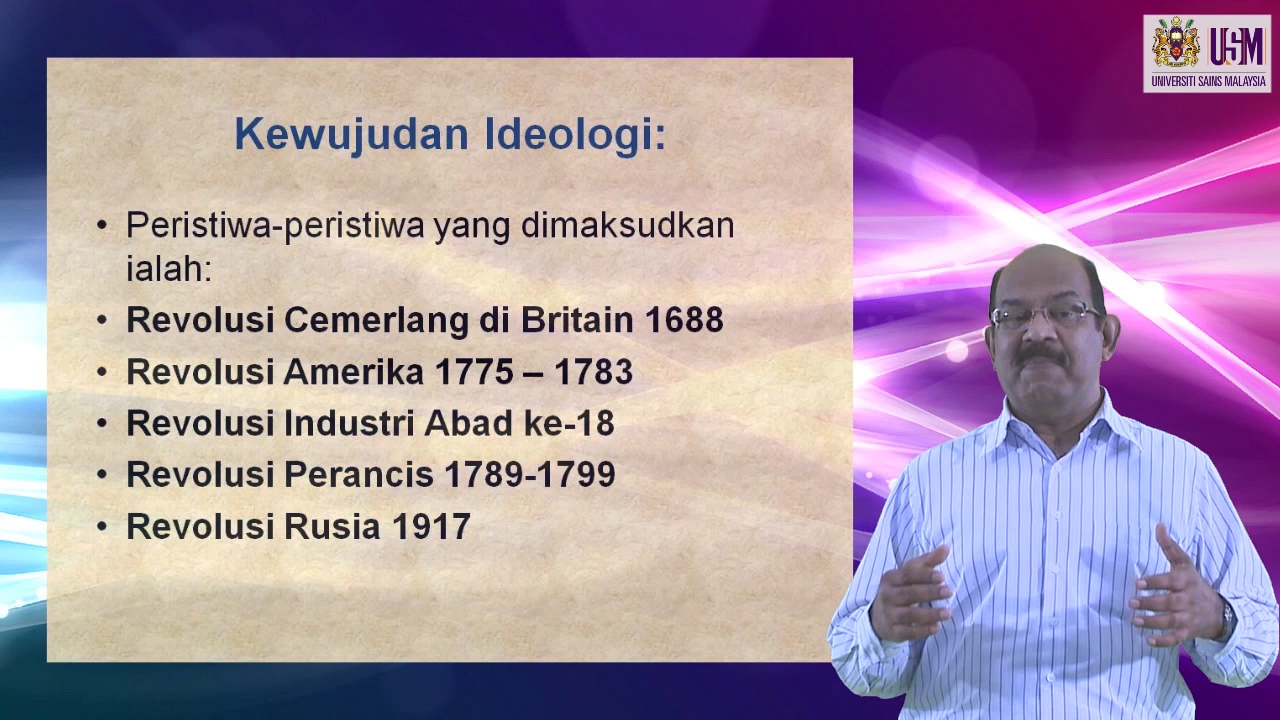 USM
UNIVERSITI SAINS MALAYSIA
Kewujudan Ideologi:
• Peristiwa-peristiwa yang dimaksudkan
ialah:
• Revolusi Cemerlang di Britain 1688
• Revolusi Amerika 1775 – 1783
• Revolusi Industri Abad ke-18
• Revolusi Perancis 1789-1799
• Revolusi Rusia 1917